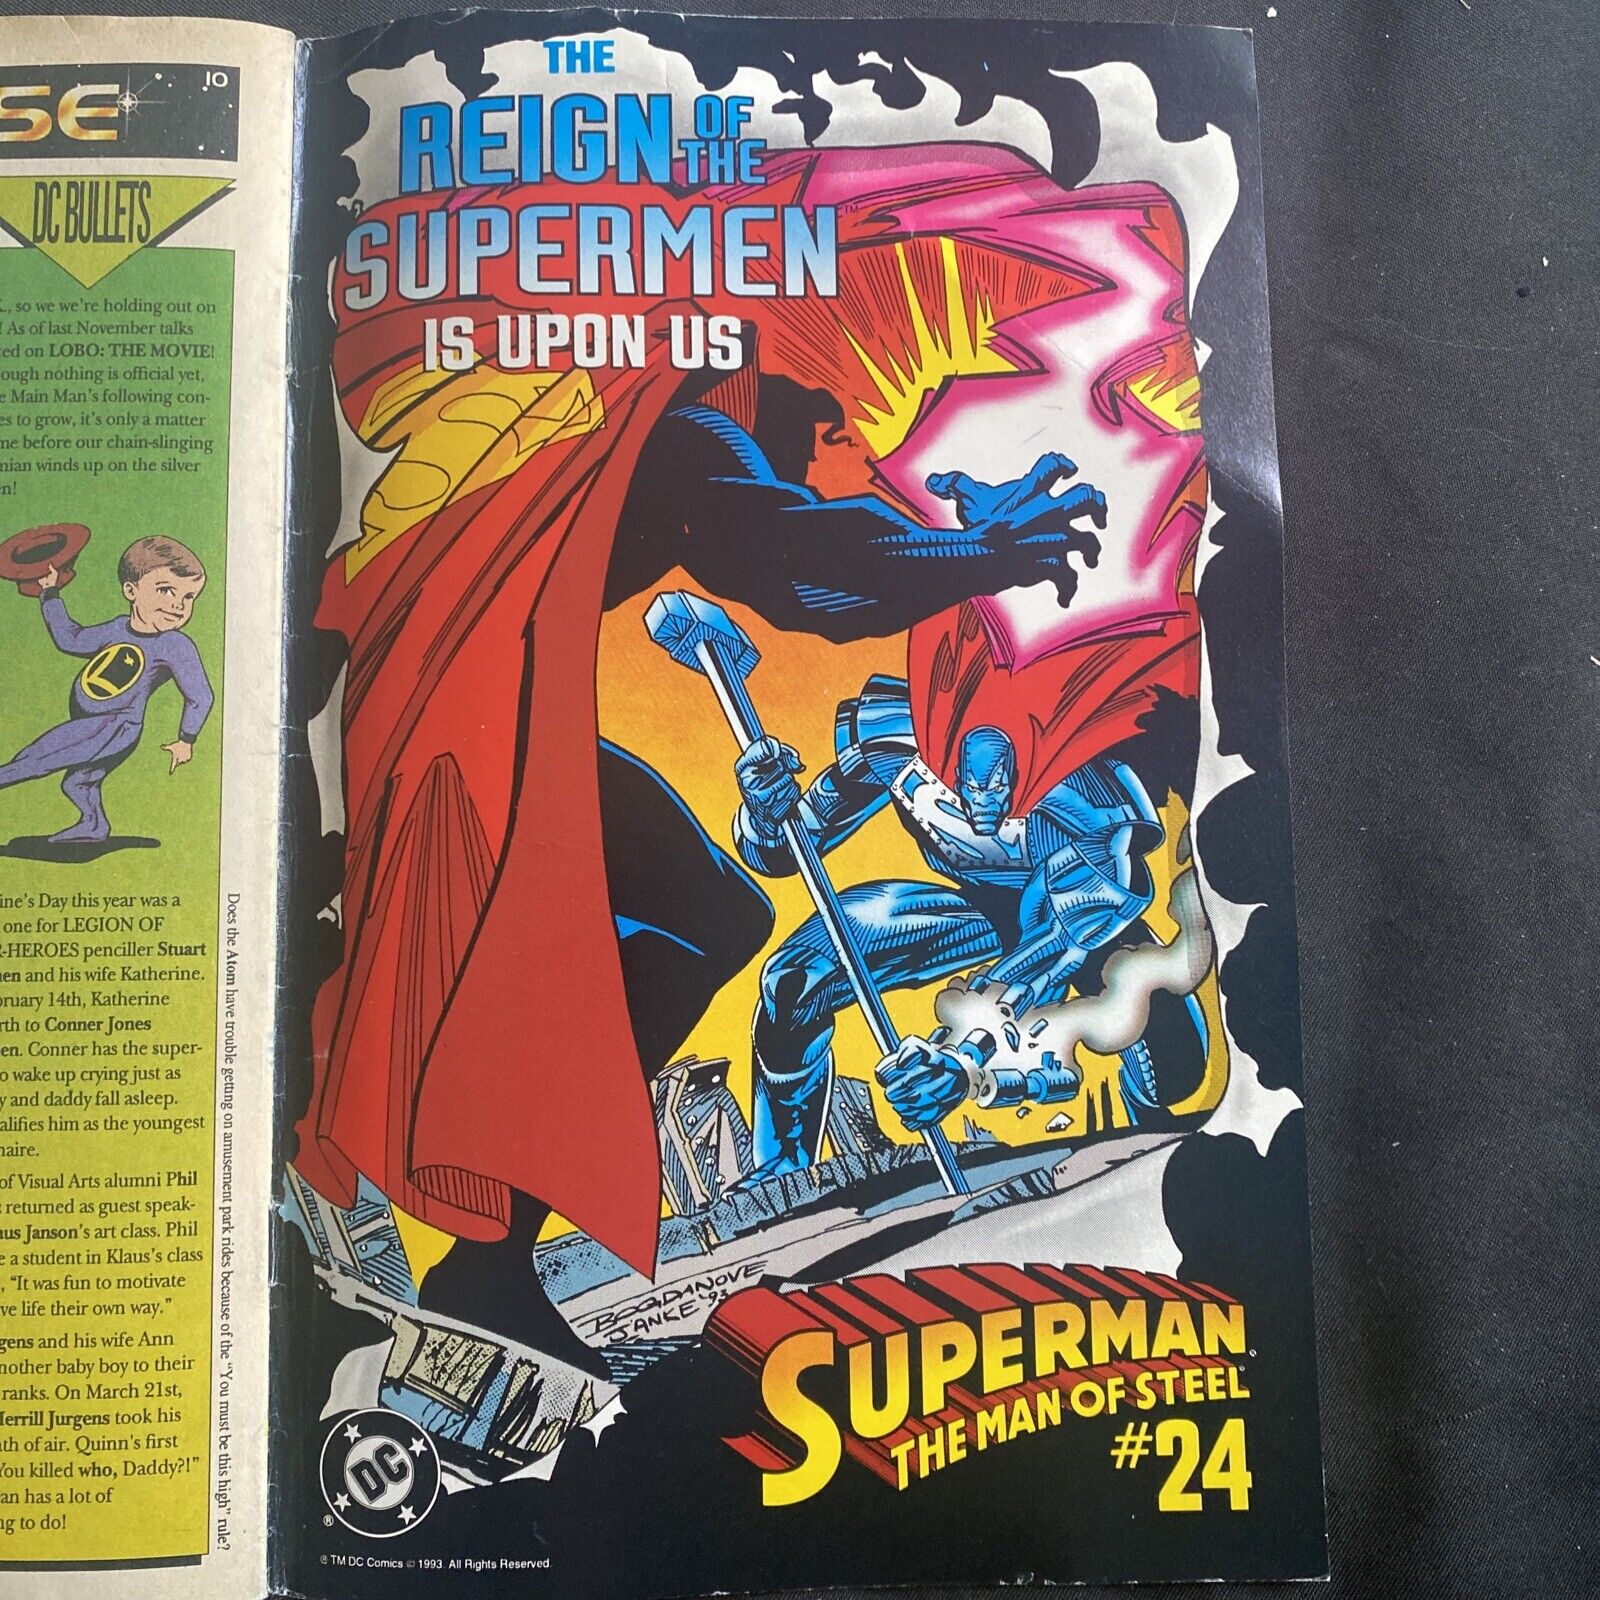 SE
10
DC BULLETS
, so we we're holding out on
! As of last November talks
ed on LOBO: THE MOVIE!
ough nothing is official yet,
e Main Man's following con-
es to grow, it's only a matter
me before our chain-slinging
nian winds up on the silver
en!
L
ine's Day this year was a
one for LEGION OF
R-HEROES penciller Stuart
en and his wife Katherine.
oruary 14th, Katherine
rth to Conner Jones
en. Conner has the super-
o wake up crying just as
y and daddy fall asleep.
alifies him as the youngest
naire.
of Visual Arts alumni Phil
returned as guest speak-
us Janson's art class. Phil
e a student in Klaus's class
, "It was fun to motivate
ve life their own way."
gens and his wife Ann
nother baby boy to their
ranks. On March 21st,
Merrill Jurgens took his
th of air. Quinn's first
You killed who, Daddy?!"
an has a lot of
ng to do!
Does the Atom have trouble getting on amusement park rides because of the "You must be this high" rule?
THE
REIGN OF THE
SUPERMEN™
IS UPON US
S
BOGDANOVE
JANKE '93
SUPERMAN®
THE MAN OF STEEL®
#24
DC
®
® TM DC Comics © 1993. All Rights Reserved.